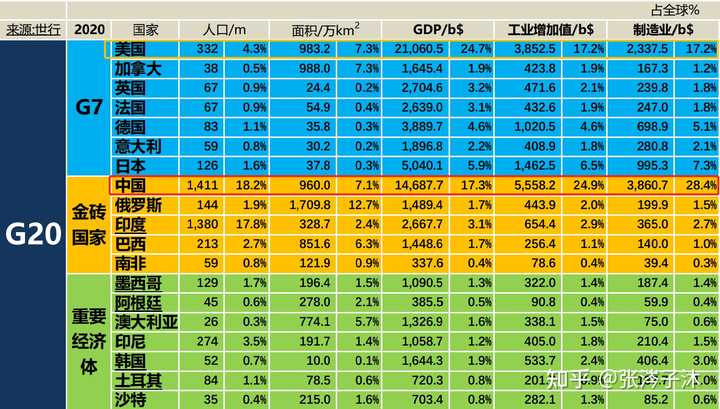 占全球%
来源:世行 2020 国家 人口/m 面积/万km² GDP/b$ 工业增加值/b$ 制造业/b$
G20
G7
美国 332 4.3% 983.2 7.3% 21,060.5 24.7% 3,852.5 17.2% 2,337.5 17.2%
加拿大 38 0.5% 988.0 7.3% 1,645.4 1.9% 423.8 1.9% 167.3 1.2%
英国 67 0.9% 24.4 0.2% 2,704.6 3.2% 471.6 2.1% 239.8 1.8%
法国 67 0.9% 54.9 0.4% 2,639.0 3.1% 432.6 1.9% 247.0 1.8%
德国 83 1.1% 35.8 0.3% 3,889.7 4.6% 1,020.5 4.6% 698.9 5.1%
意大利 59 0.8% 30.2 0.2% 1,896.8 2.2% 408.9 1.8% 280.8 2.1%
日本 126 1.6% 37.8 0.3% 5,040.1 5.9% 1,462.5 6.5% 995.3 7.3%
金砖
国家
中国 1,411 18.2% 960.0 7.1% 14,687.7 17.3% 5,558.2 24.9% 3,860.7 28.4%
俄罗斯 144 1.9% 1,709.8 12.7% 1,489.4 1.7% 443.9 2.0% 199.9 1.5%
印度 1,380 17.8% 328.7 2.4% 2,667.7 3.1% 654.4 2.9% 365.0 2.7%
巴西 213 2.7% 851.6 6.3% 1,448.6 1.7% 256.4 1.1% 140.0 1.0%
南非 59 0.8% 121.9 0.9% 337.6 0.4% 78.6 0.4% 39.4 0.3%
重要
经济
体
墨西哥 129 1.7% 196.4 1.5% 1,090.5 1.3% 322.0 1.4% 187.4 1.4%
阿根廷 45 0.6% 278.0 2.1% 385.5 0.5% 90.8 0.4% 59.9 0.4%
澳大利亚 26 0.3% 774.1 5.7% 1,326.9 1.6% 338.1 1.5% 75.0 0.6%
印尼 274 3.5% 191.7 1.4% 1,058.7 1.2% 405.0 1.8% 210.4 1.5%
韩国 52 0.7% 10.0 0.1% 1,644.3 1.9% 533.7 2.4% 406.4 3.0%
土耳其 84 1.1% 78.5 0.6% 720.3 0.8%
沙特 35 0.4% 215.0 1.6% 703.4 0.8% 282.1 1.3% 85.2 0.6%
知乎 @张涔子沐